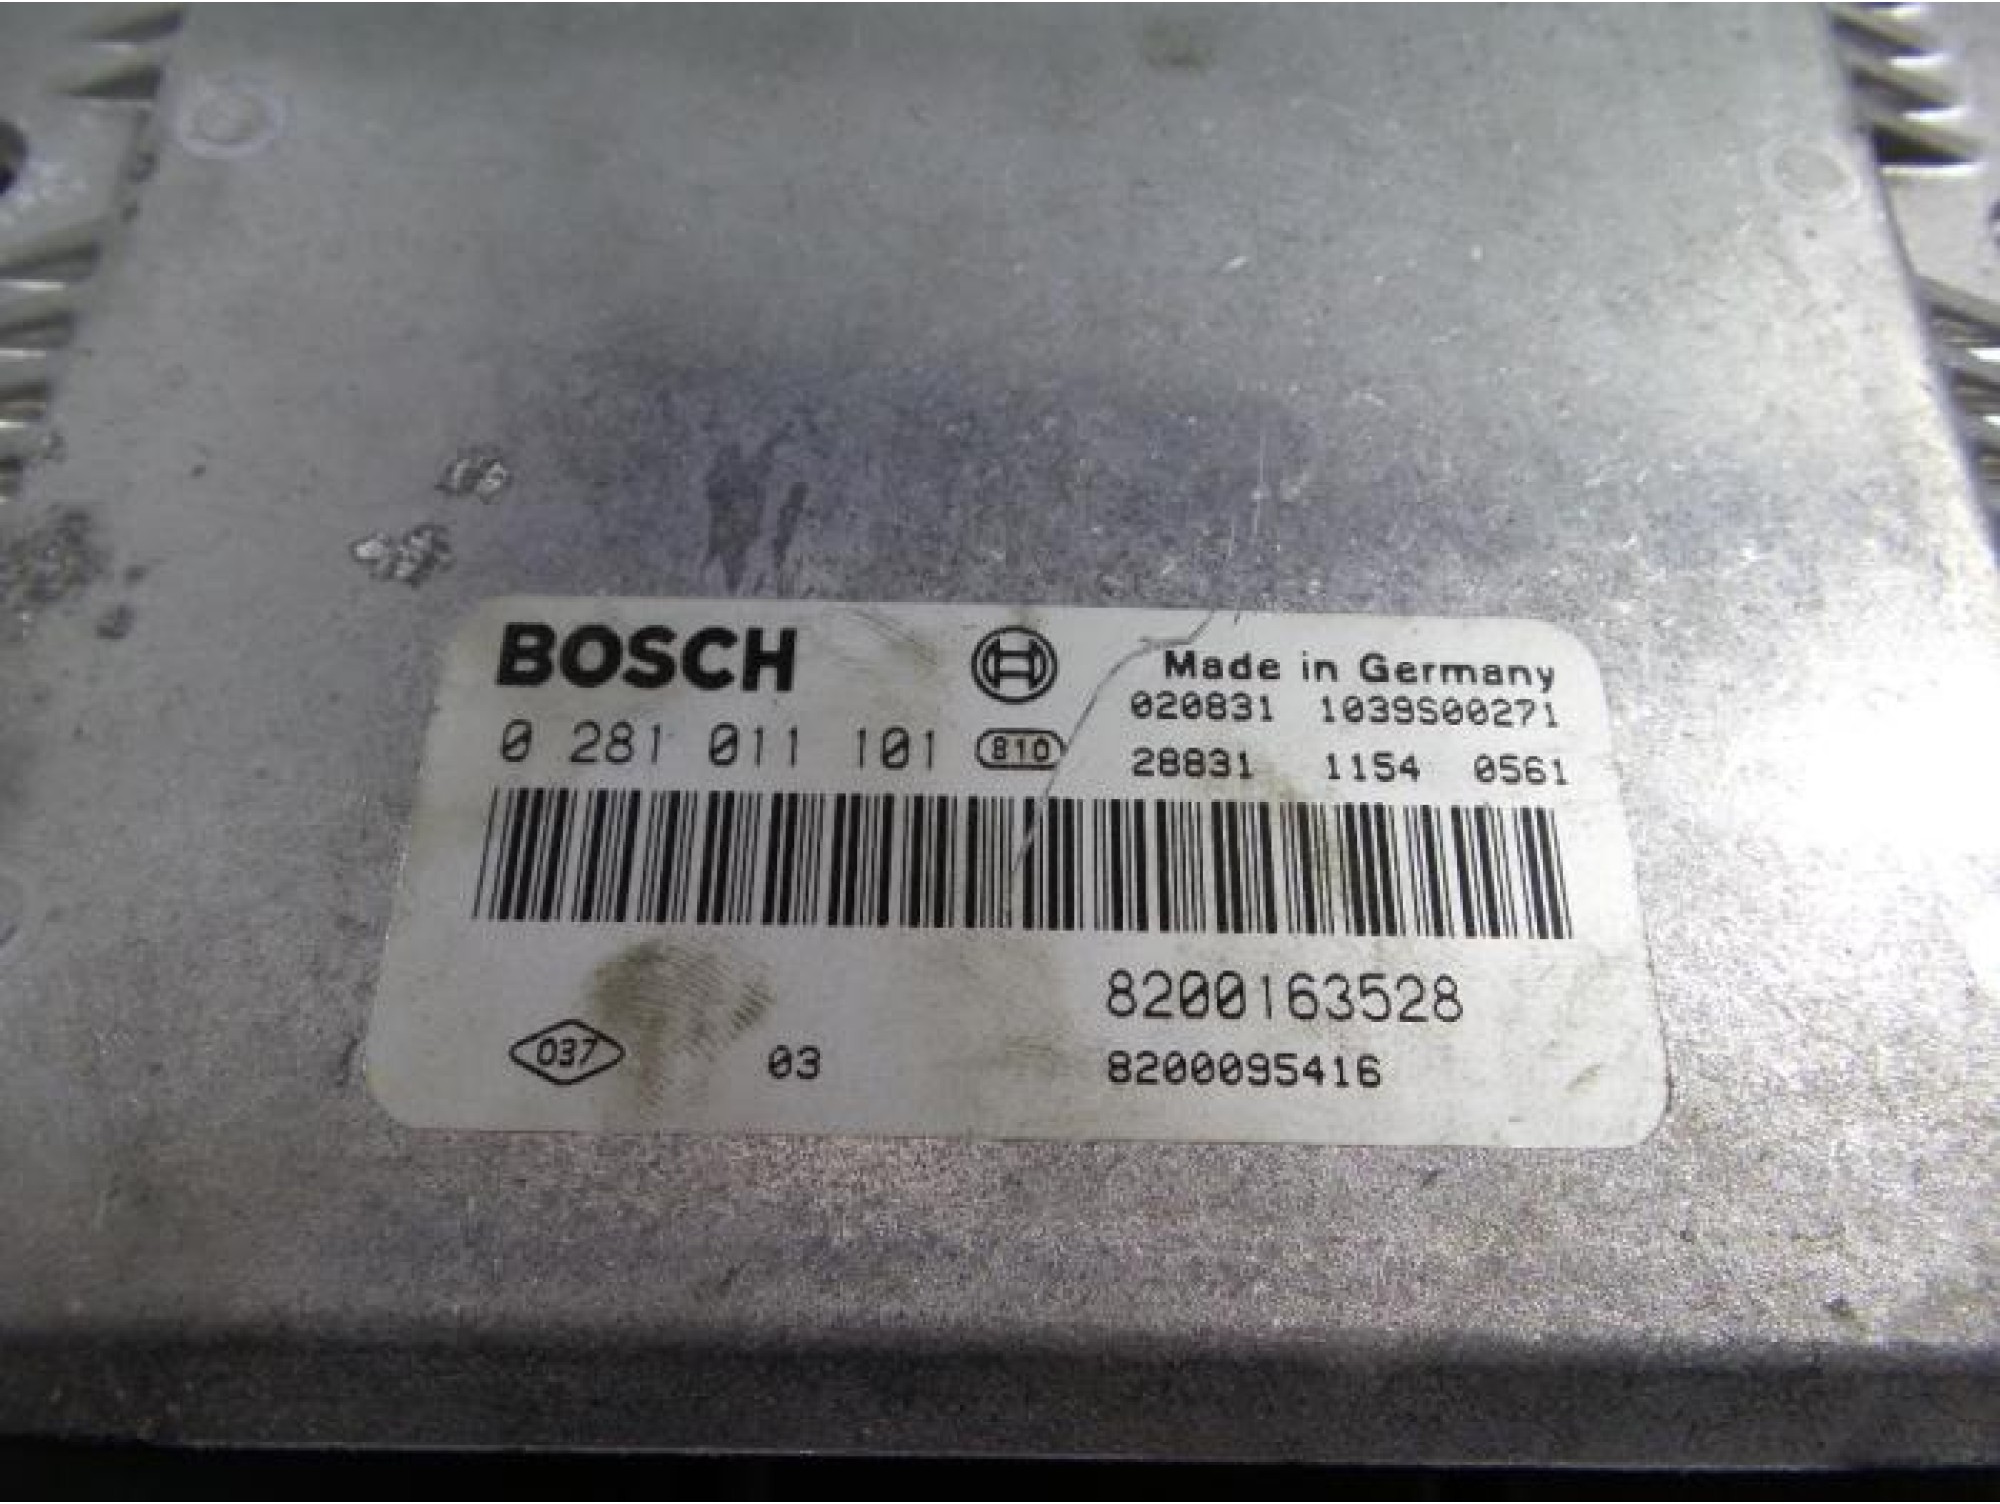 BOSCH
Made in Germany
020831 1039S00271
0 281 011 101 810
28831 1154 0561
8200163528
037 03 8200095416